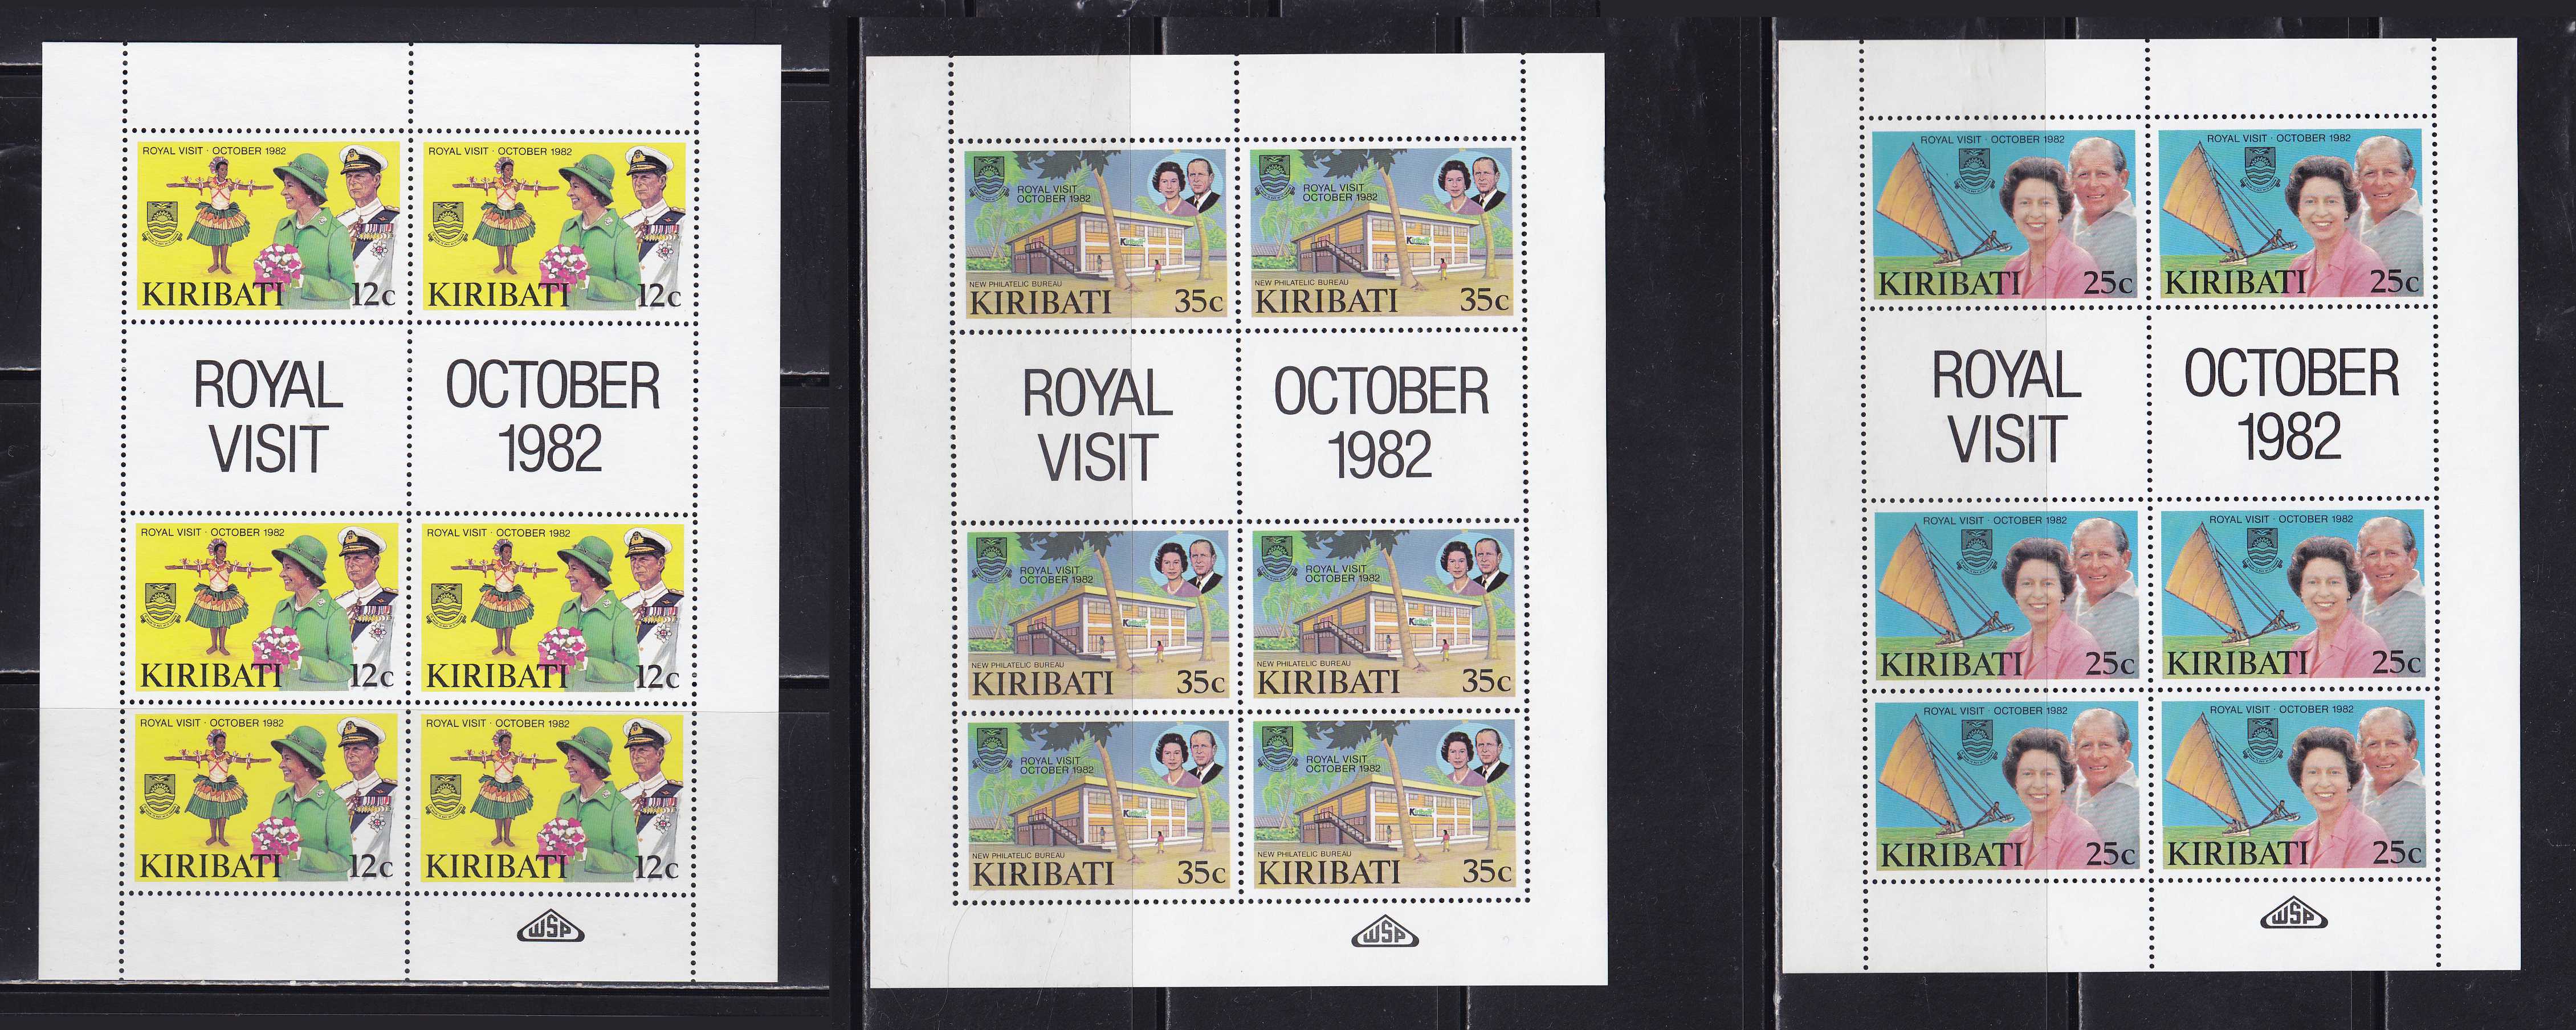 ROYAL VISIT · OCTOBER 1982
KIRIBATI 12c
ROYAL VISIT · OCTOBER 1982
KIRIBATI 12c
ROYAL
VISIT
OCTOBER
1982
ROYAL VISIT · OCTOBER 1982
KIRIBATI 12c
ROYAL VISIT · OCTOBER 1982
KIRIBATI 12c
ROYAL VISIT · OCTOBER 1982
KIRIBATI 12c
ROYAL VISIT · OCTOBER 1982
KIRIBATI 12c
WSP
ROYAL VISIT
OCTOBER 1982
NEW PHILATELIC BUREAU
KIRIBATI 35c
ROYAL VISIT
OCTOBER 1982
NEW PHILATELIC BUREAU
KIRIBATI 35c
ROYAL
VISIT
OCTOBER
1982
ROYAL VISIT
OCTOBER 1982
NEW PHILATELIC BUREAU
KIRIBATI 35c
ROYAL VISIT
OCTOBER 1982
NEW PHILATELIC BUREAU
KIRIBATI 35c
ROYAL VISIT
OCTOBER 1982
NEW PHILATELIC BUREAU
KIRIBATI 35c
ROYAL VISIT
OCTOBER 1982
NEW PHILATELIC BUREAU
KIRIBATI 35c
WSP
ROYAL VISIT · OCTOBER 1982
KIRIBATI 25c
ROYAL VISIT · OCTOBER 1982
KIRIBATI 25c
ROYAL
VISIT
OCTOBER
1982
ROYAL VISIT · OCTOBER 1982
KIRIBATI 25c
ROYAL VISIT · OCTOBER 1982
KIRIBATI 25c
ROYAL VISIT · OCTOBER 1982
KIRIBATI 25c
ROYAL VISIT · OCTOBER 1982
KIRIBATI 25c
WSP